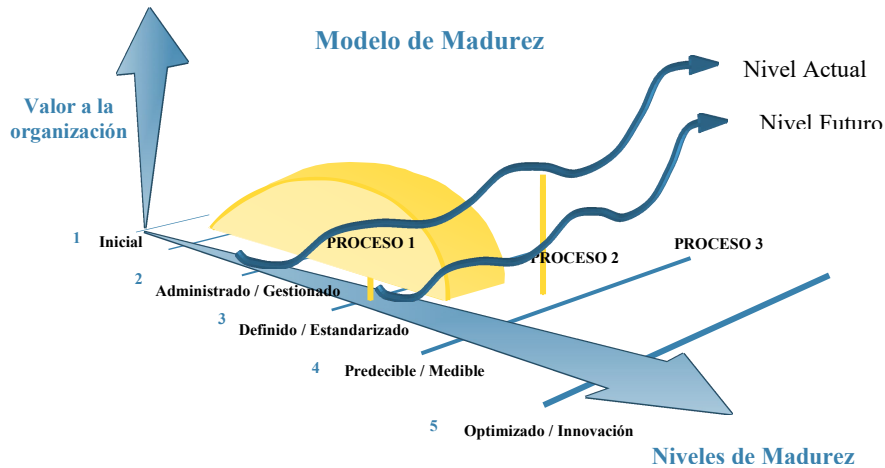 Modelo de Madurez
Nivel Actual
Valor a la
organización
Nivel Futuro
1
Inicial
PROCESO 1
PROCESO 2
PROCESO 3
2
Administrado / Gestionado
3
Definido / Estandarizado
4
Predecible / Medible
5
Optimizado / Innovación
Niveles de Madurez